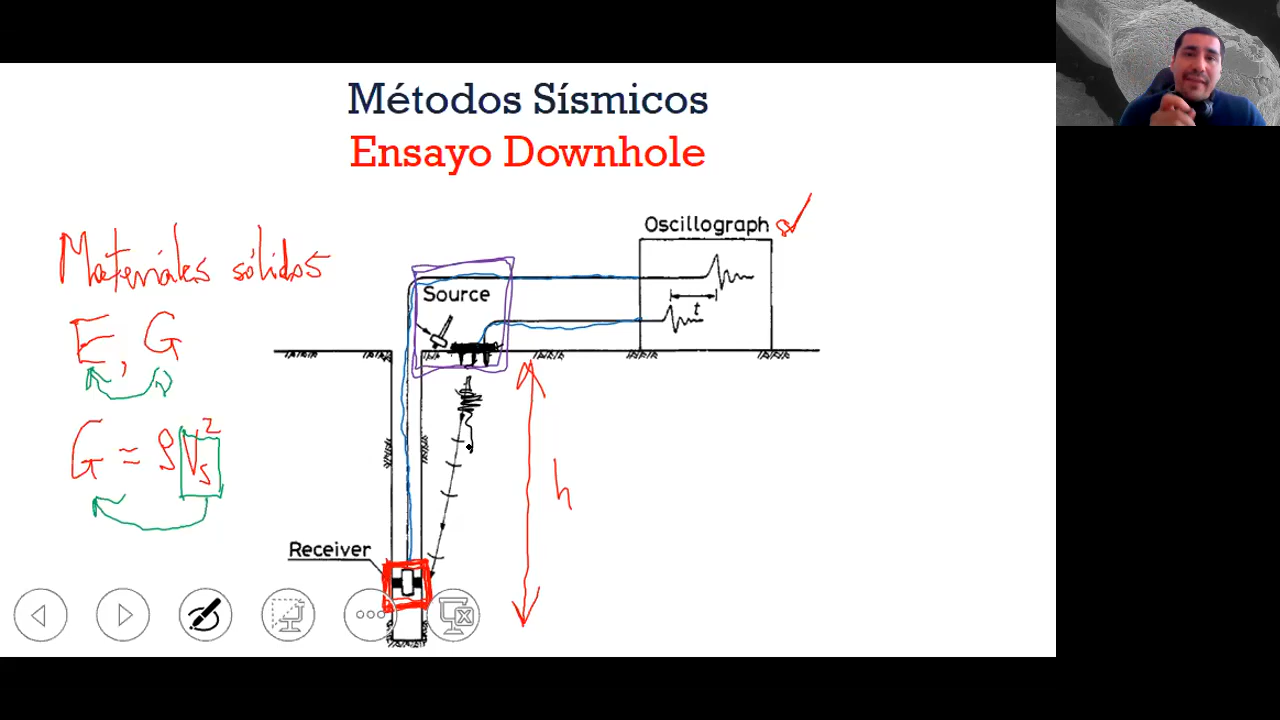 Métodos Sísmicos
Ensayo Downhole
Materiales sólidos
E, G
G = ρVs²
Oscillograph
Source
t
h
Receiver